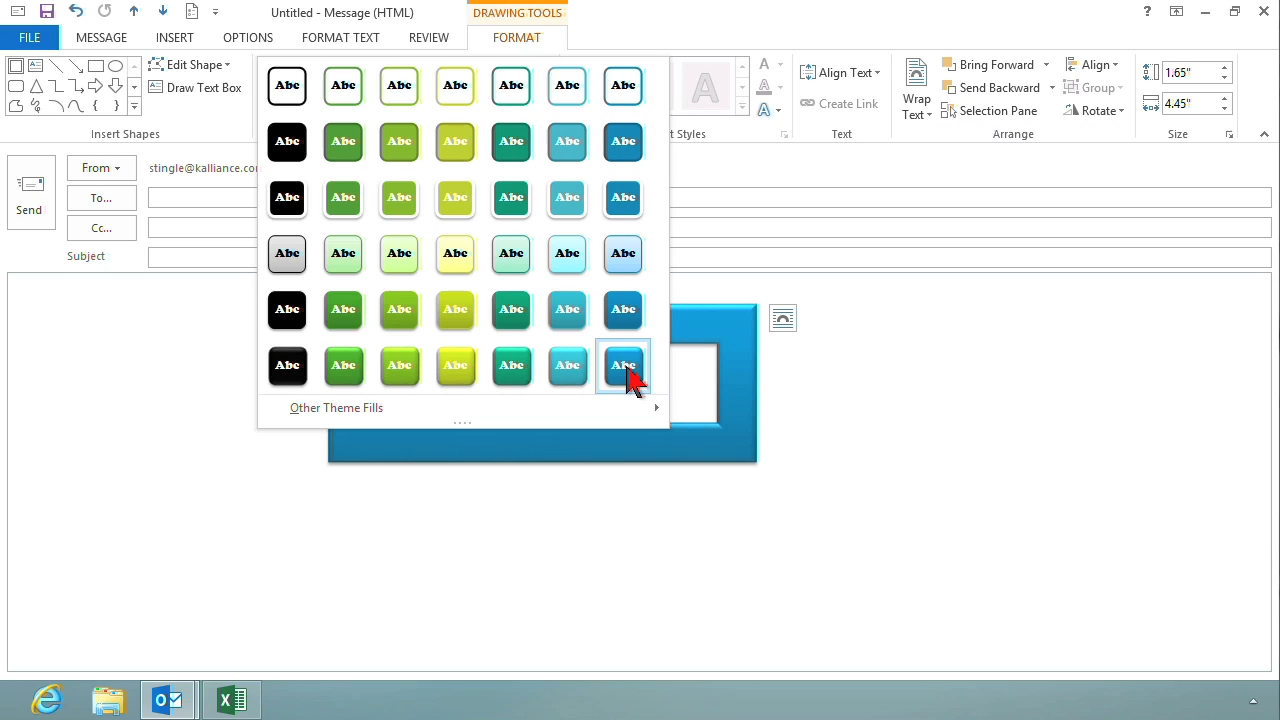 Untitled - Message (HTML)
DRAWING TOOLS
?
FILE
MESSAGE
INSERT
OPTIONS
FORMAT TEXT
REVIEW
FORMAT
Edit Shape
Draw Text Box
Insert Shapes
A
A
A
A
Styles
Align Text
Create Link
Text
Wrap
Text
Bring Forward
Send Backward
Selection Pane
Align
Group
Rotate
Arrange
1.65"
4.45"
Size
Abc Abc Abc Abc Abc Abc Abc
Abc Abc Abc Abc Abc Abc Abc
Abc Abc Abc Abc Abc Abc Abc
Abc Abc Abc Abc Abc Abc Abc
Abc Abc Abc Abc Abc Abc Abc
Abc Abc Abc Abc Abc Abc Abc
Other Theme Fills
Send
From
stingle@kalliance.com
To...
Cc...
Subject